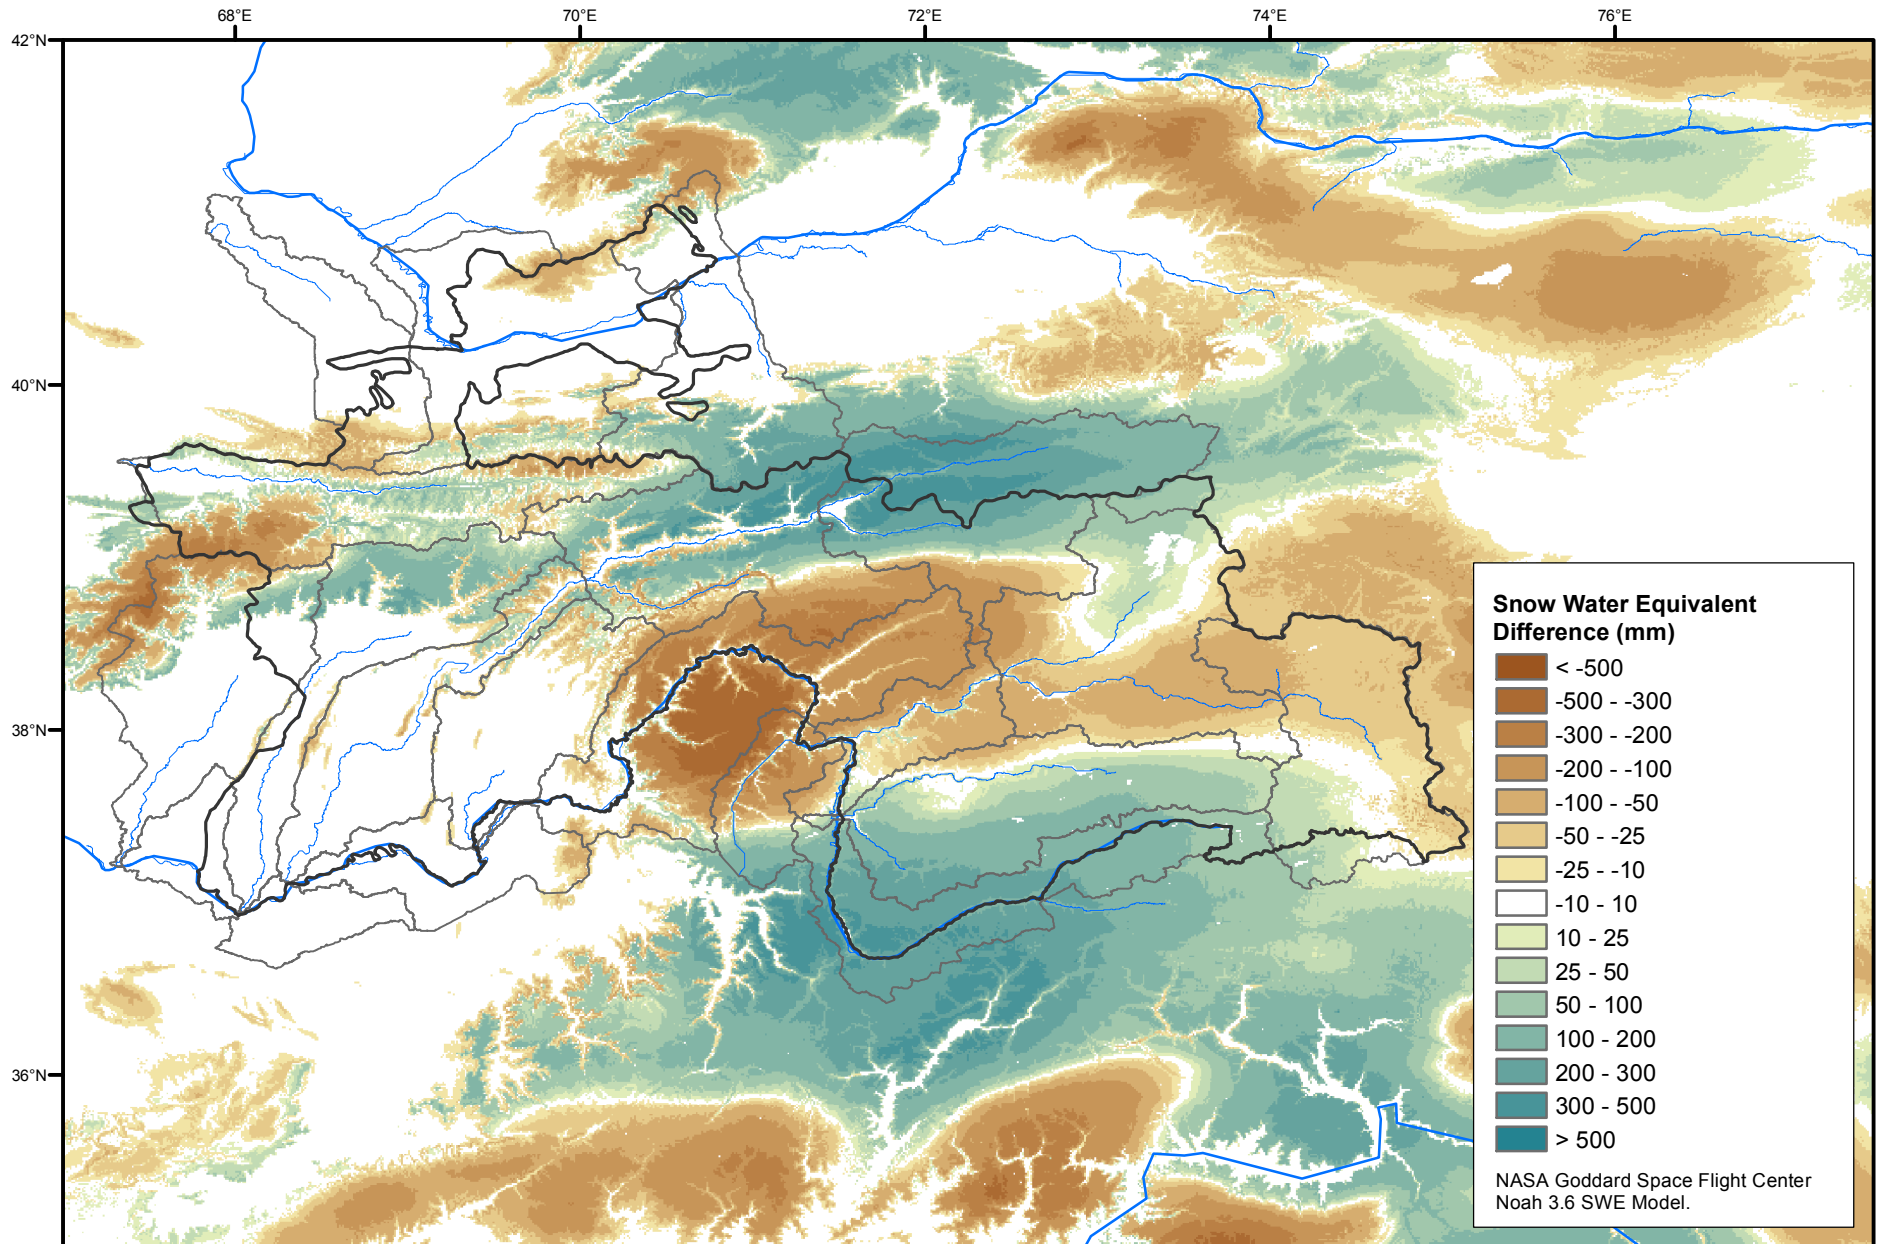 68°E
70°E
72°E
74°E
76°E
42°N
40°N
38°N
36°N
Snow Water Equivalent
Difference (mm)
< -500
-500 - -300
-300 - -200
-200 - -100
-100 - -50
-50 - -25
-25 - -10
-10 - 10
10 - 25
25 - 50
50 - 100
100 - 200
200 - 300
300 - 500
> 500
NASA Goddard Space Flight Center
Noah 3.6 SWE Model.